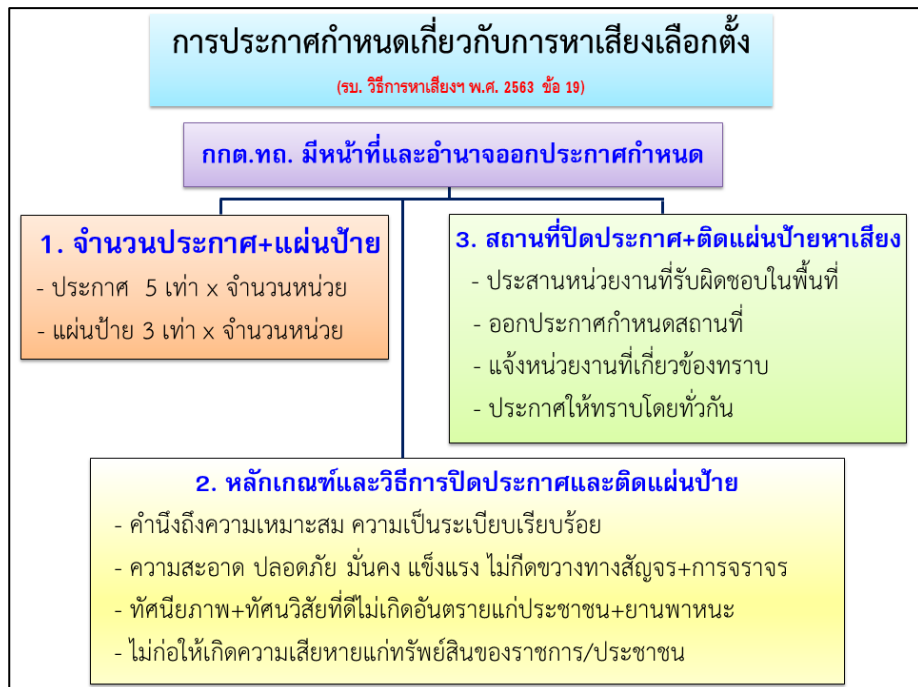 การประกาศกำหนดเกี่ยวกับการหาเสียงเลือกตั้ง
(รบ. วิธีการหาเสียงฯ พ.ศ. 2563 ข้อ 19)
กกต.ทถ. มีหน้าที่และอำนาจออกประกาศกำหนด
1. จำนวนประกาศ+แผ่นป้าย
- ประกาศ 5 เท่า x จำนวนหน่วย
- แผ่นป้าย 3 เท่า x จำนวนหน่วย
3. สถานที่ปิดประกาศ+ติดแผ่นป้ายหาเสียง
- ประสานหน่วยงานที่รับผิดชอบในพื้นที่
- ออกประกาศกำหนดสถานที่
- แจ้งหน่วยงานที่เกี่ยวข้องทราบ
- ประกาศให้ทราบโดยทั่วกัน
2. หลักเกณฑ์และวิธีการปิดประกาศและติดแผ่นป้าย
- คำนึงถึงความเหมาะสม ความเป็นระเบียบเรียบร้อย
- ความสะอาด ปลอดภัย มั่นคง แข็งแรง ไม่กีดขวางทางสัญจร+การจราจร
- ทัศนียภาพ+ทัศนวิสัยที่ดีไม่เกิดอันตรายแก่ประชาชน+ยานพาหนะ
- ไม่ก่อให้เกิดความเสียหายแก่ทรัพย์สินของราชการ/ประชาชน